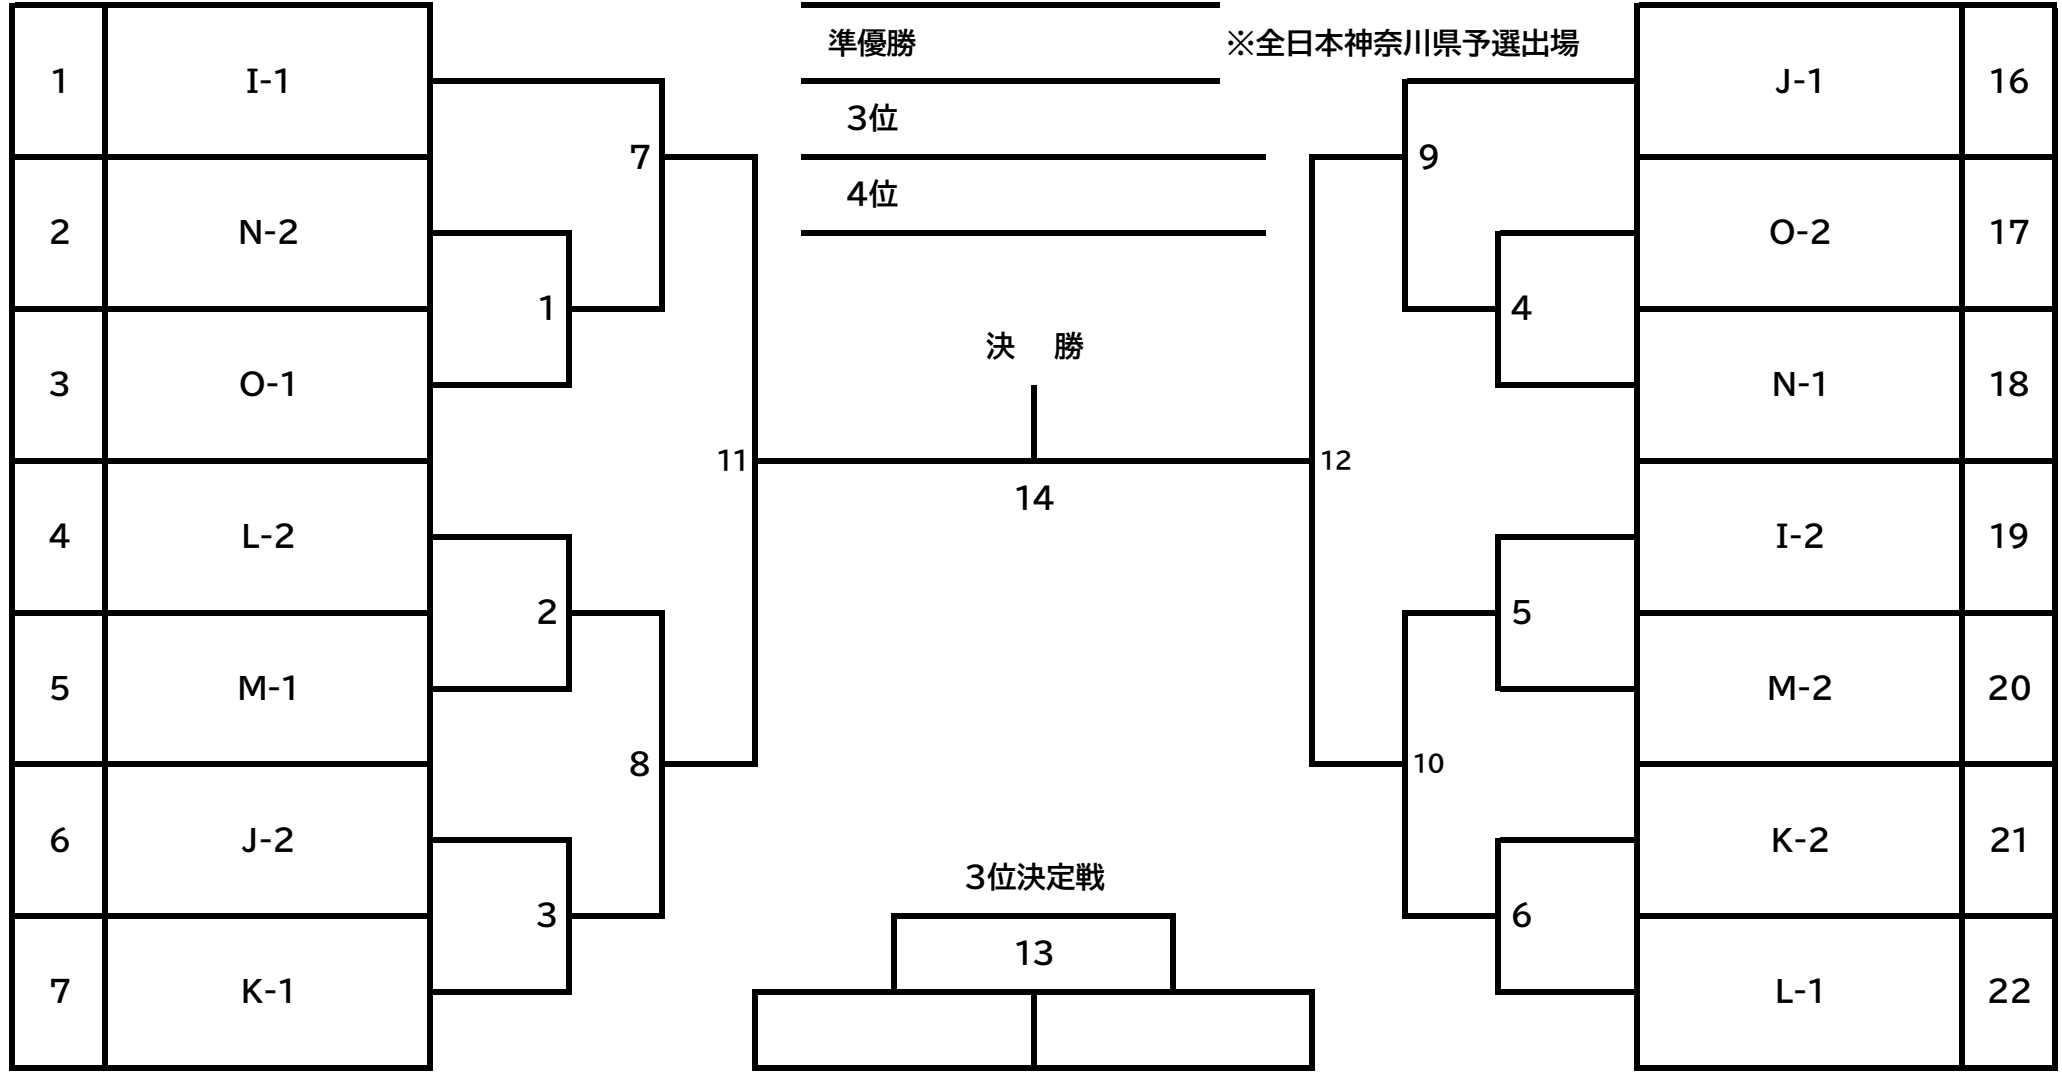 1 I-1
2 N-2
3 O-1
4 L-2
5 M-1
6 J-2
7 K-1
7
1
2
8
3
11
準優勝 ※全日本神奈川県予選出場
3位
4位
決 勝
14
3位決定戦
13
12
9
4
5
10
6
J-1 16
O-2 17
N-1 18
I-2 19
M-2 20
K-2 21
L-1 22